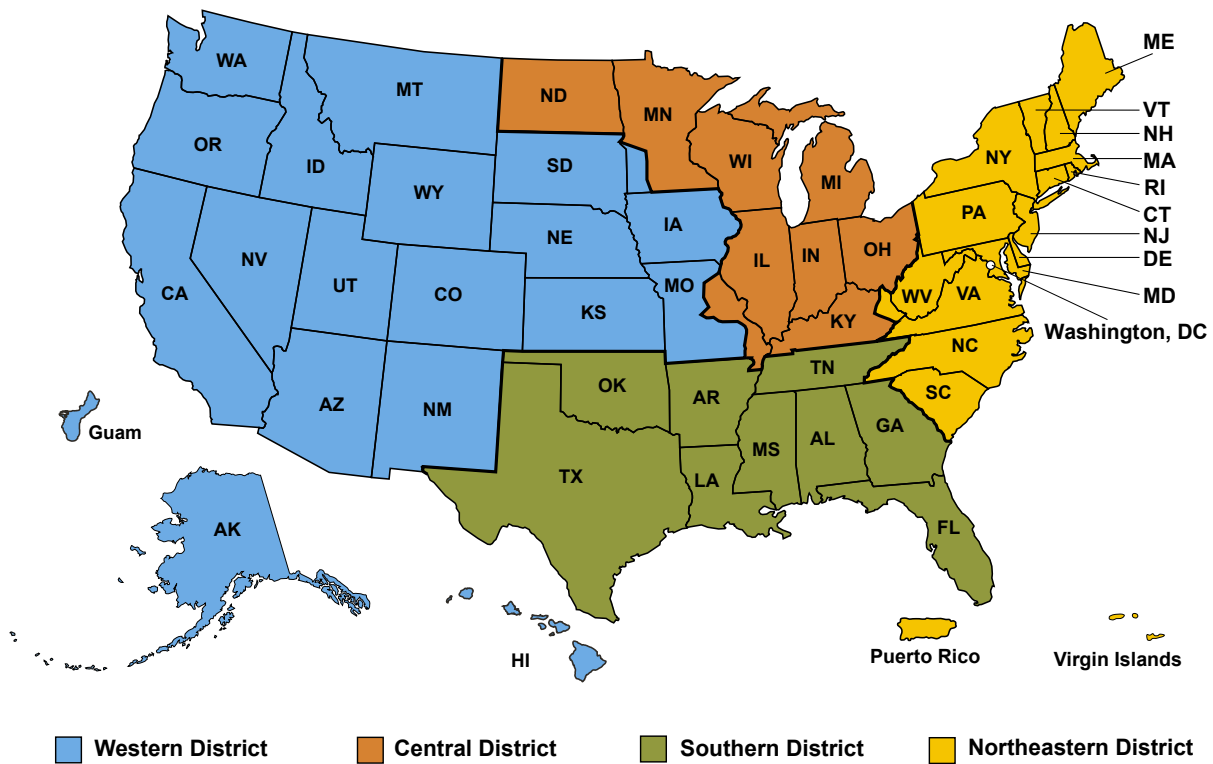 WA
MT
ND
MN
ME
VT
NH
MA
RI
CT
NJ
DE
MD
Washington, DC
OR
ID
WY
SD
WI
MI
NY
PA
NV
UT
CO
NE
IA
IL
IN
OH
WV
VA
CA
KS
MO
KY
NC
AZ
NM
OK
AR
TN
SC
TX
LA
MS
AL
GA
FL
Guam
AK
HI
Puerto Rico
Virgin Islands
Western District
Central District
Southern District
Northeastern District